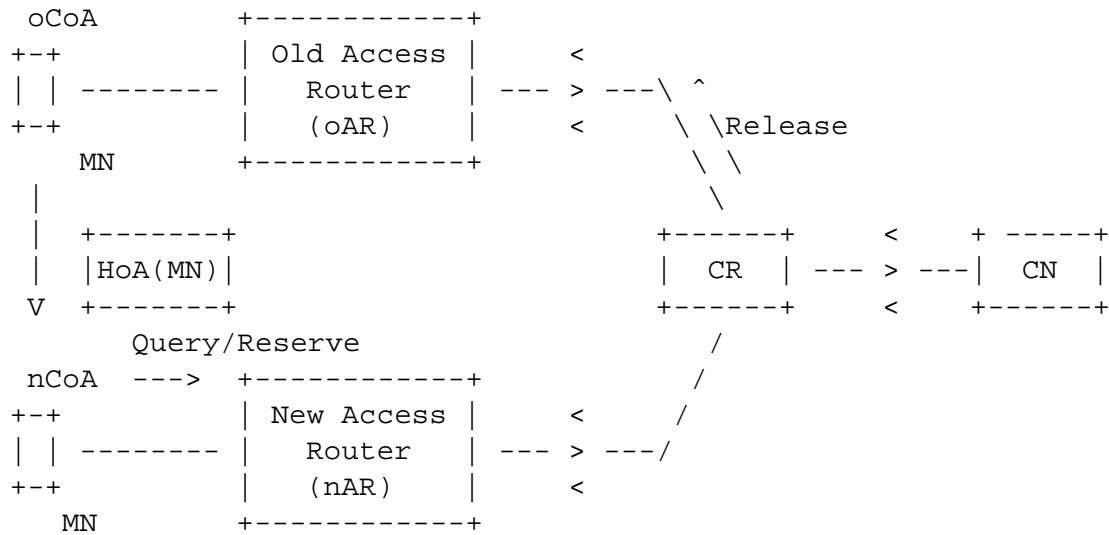 oCoA
Old Access
Router
(oAR)
Release
MN
HoA(MN)
CR
CN
V
Query/Reserve
nCoA
New Access
Router
(nAR)
MN